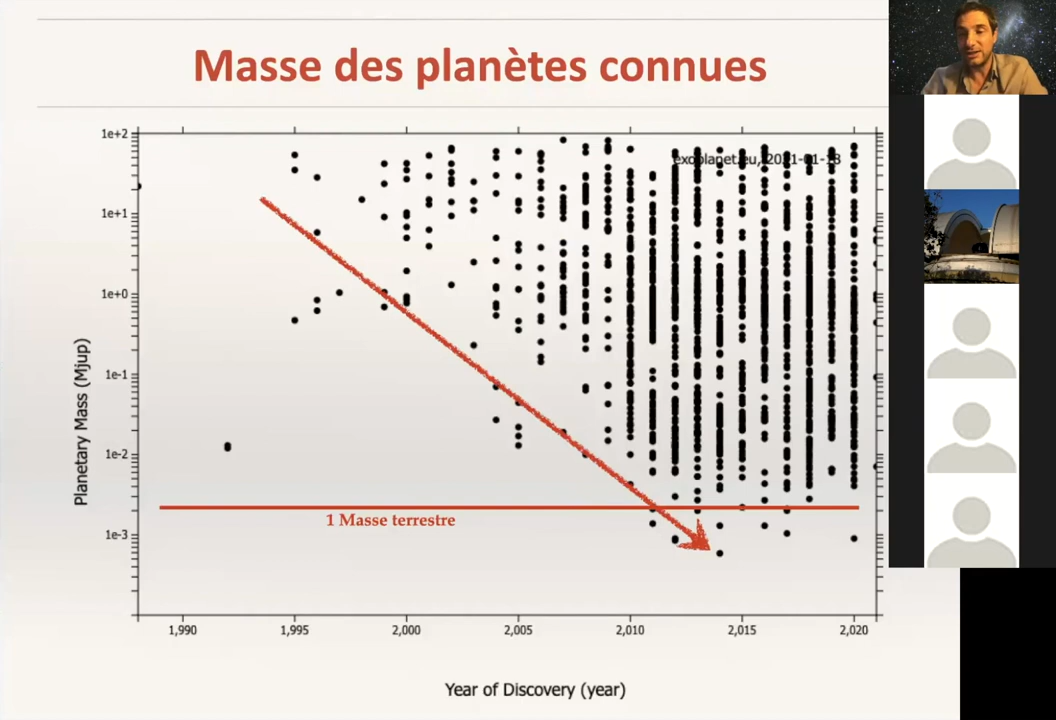 Masse des planètes connues
exoplanet.eu, 2021-01-13
1e+2
1e+1
1e+0
1e-1
1e-2
1e-3
Planetary Mass (Mjup)
1 Masse terrestre
1,990
1,995
2,000
2,005
2,010
2,015
2,020
Year of Discovery (year)